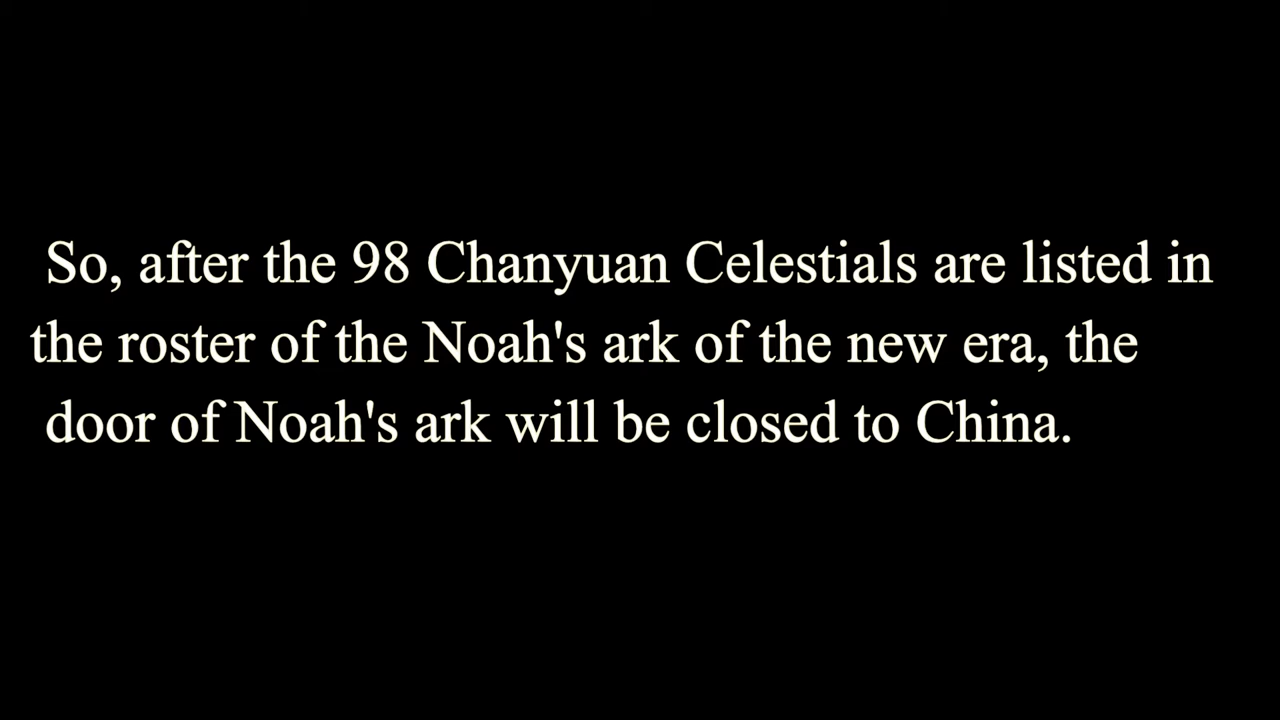 So, after the 98 Chanyuan Celestials are listed in
the roster of the Noah's ark of the new era, the
door of Noah's ark will be closed to China.